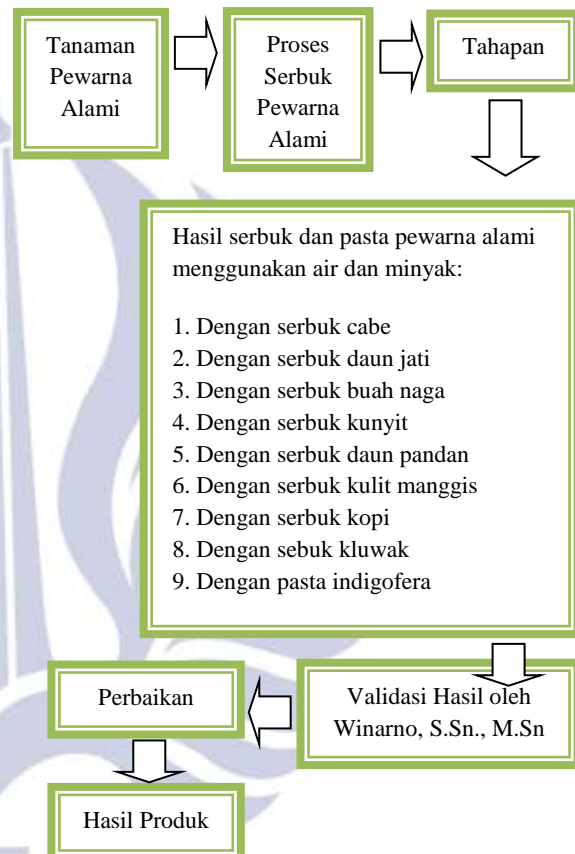 Tanaman
Pewarna
Alami
Proses
Serbuk
Pewarna
Alami
Tahapan
Hasil serbuk dan pasta pewarna alami
menggunakan air dan minyak:
1. Dengan serbuk cabe
2. Dengan serbuk daun jati
3. Dengan serbuk buah naga
4. Dengan serbuk kunyit
5. Dengan serbuk daun pandan
6. Dengan serbuk kulit manggis
7. Dengan serbuk kopi
8. Dengan sebuk kluwak
9. Dengan pasta indigofera
Validasi Hasil oleh
Winarno, S.Sn., M.Sn
Perbaikan
Hasil Produk